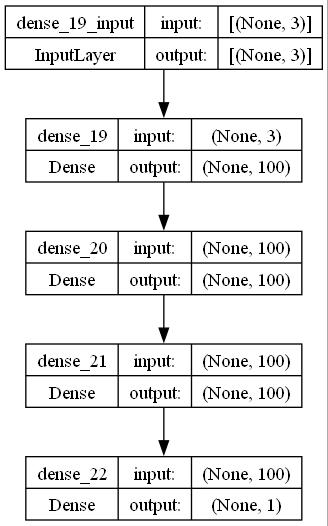 dense_19_input input: [(None, 3)]
InputLayer output: [(None, 3)]
dense_19 input: (None, 3)
Dense output: (None, 100)
dense_20 input: (None, 100)
Dense output: (None, 100)
dense_21 input: (None, 100)
Dense output: (None, 100)
dense_22 input: (None, 100)
Dense output: (None, 1)